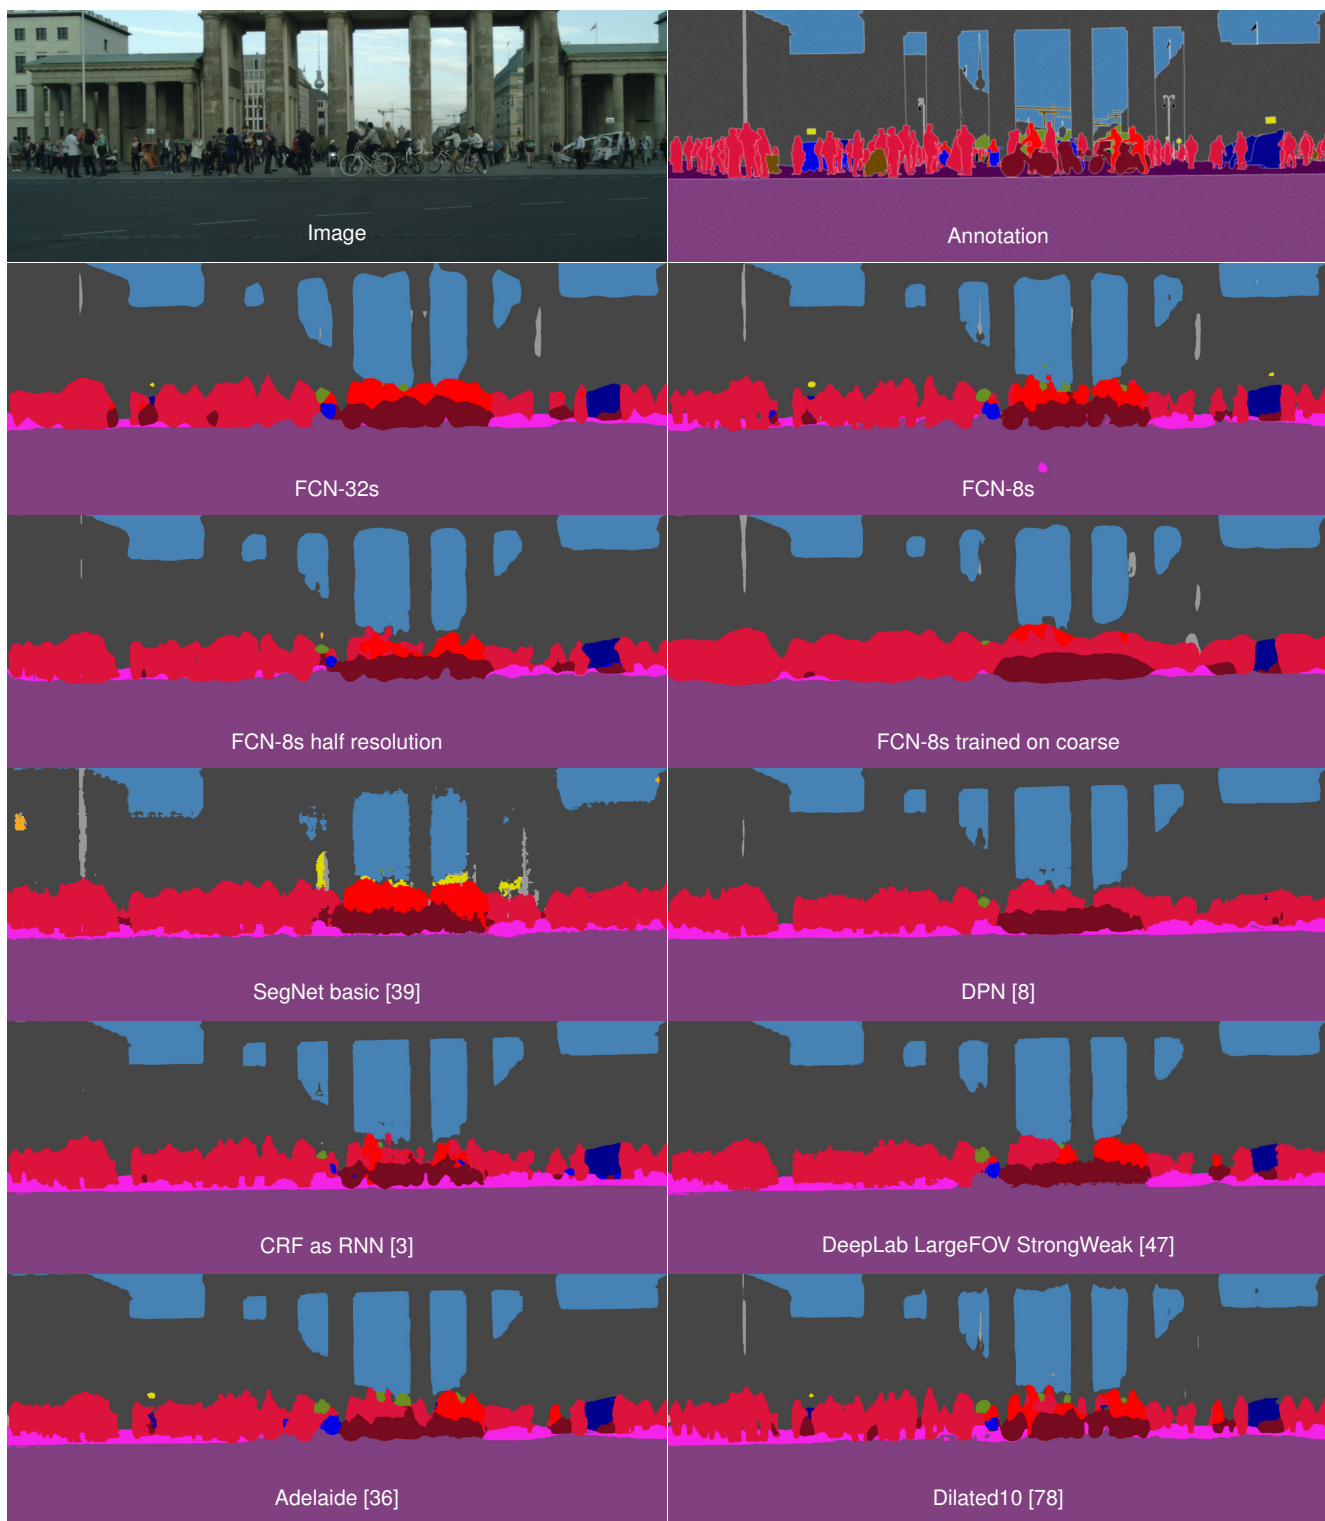 Image
Annotation
FCN-32s
FCN-8s
FCN-8s half resolution
FCN-8s trained on coarse
SegNet basic [39]
DPN [8]
CRF as RNN [3]
DeepLab LargeFOV StrongWeak [47]
Adelaide [36]
Dilated10 [78]